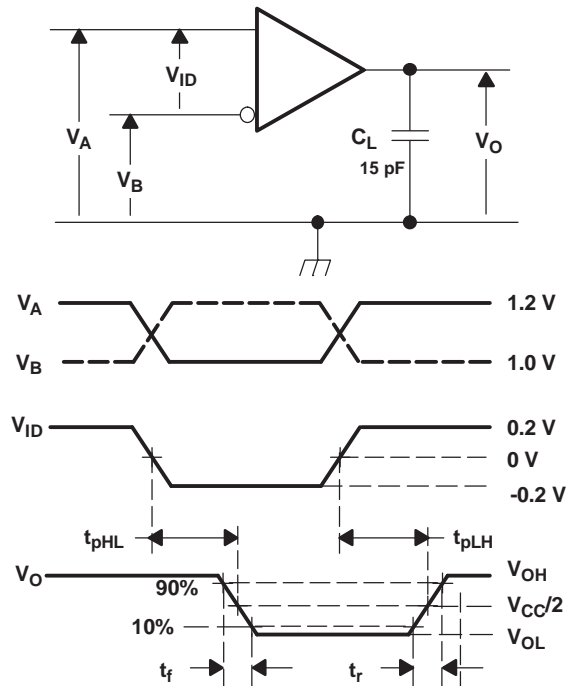 V_ID
V_A
V_B
C_L
15 pF
V_O
V_A 1.2 V
V_B 1.0 V
V_ID 0.2 V
0 V
-0.2 V
t_pHL t_pLH
V_O V_OH
90%
V_CC/2
10%
V_OL
t_f t_r